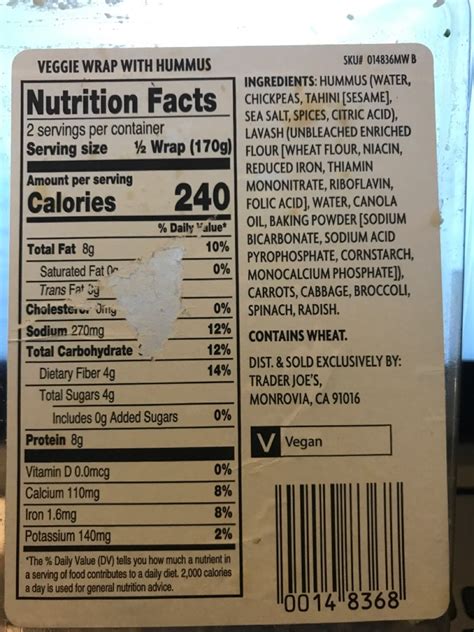 VEGGIE WRAP WITH HUMMUS
SKU# 014836MW B
Nutrition Facts
2 servings per container
Serving size ½ Wrap (170g)
Amount per serving
Calories 240
% Daily Value*
Total Fat 8g 10%
Saturated Fat 0%
Trans Fat
Cholesterol 0mg 0%
Sodium 270mg 12%
Total Carbohydrate 12%
Dietary Fiber 4g 14%
Total Sugars 4g
Includes 0g Added Sugars 0%
Protein 8g
Vitamin D 0.0mcg 0%
Calcium 110mg 8%
Iron 1.6mg 8%
Potassium 140mg 2%
*The % Daily Value (DV) tells you how much a nutrient in
a serving of food contributes to a daily diet. 2,000 calories
a day is used for general nutrition advice.
INGREDIENTS: HUMMUS (WATER,
CHICKPEAS, TAHINI [SESAME],
SEA SALT, SPICES, CITRIC ACID),
LAVASH (UNBLEACHED ENRICHED
FLOUR [WHEAT FLOUR, NIACIN,
REDUCED IRON, THIAMIN
MONONITRATE, RIBOFLAVIN,
FOLIC ACID], WATER, CANOLA
OIL, BAKING POWDER [SODIUM
BICARBONATE, SODIUM ACID
PYROPHOSPHATE, CORNSTARCH,
MONOCALCIUM PHOSPHATE]),
CARROTS, CABBAGE, BROCCOLI,
SPINACH, RADISH.
CONTAINS WHEAT.
DIST. & SOLD EXCLUSIVELY BY:
TRADER JOE'S,
MONROVIA, CA 91016
V Vegan
0014 8368